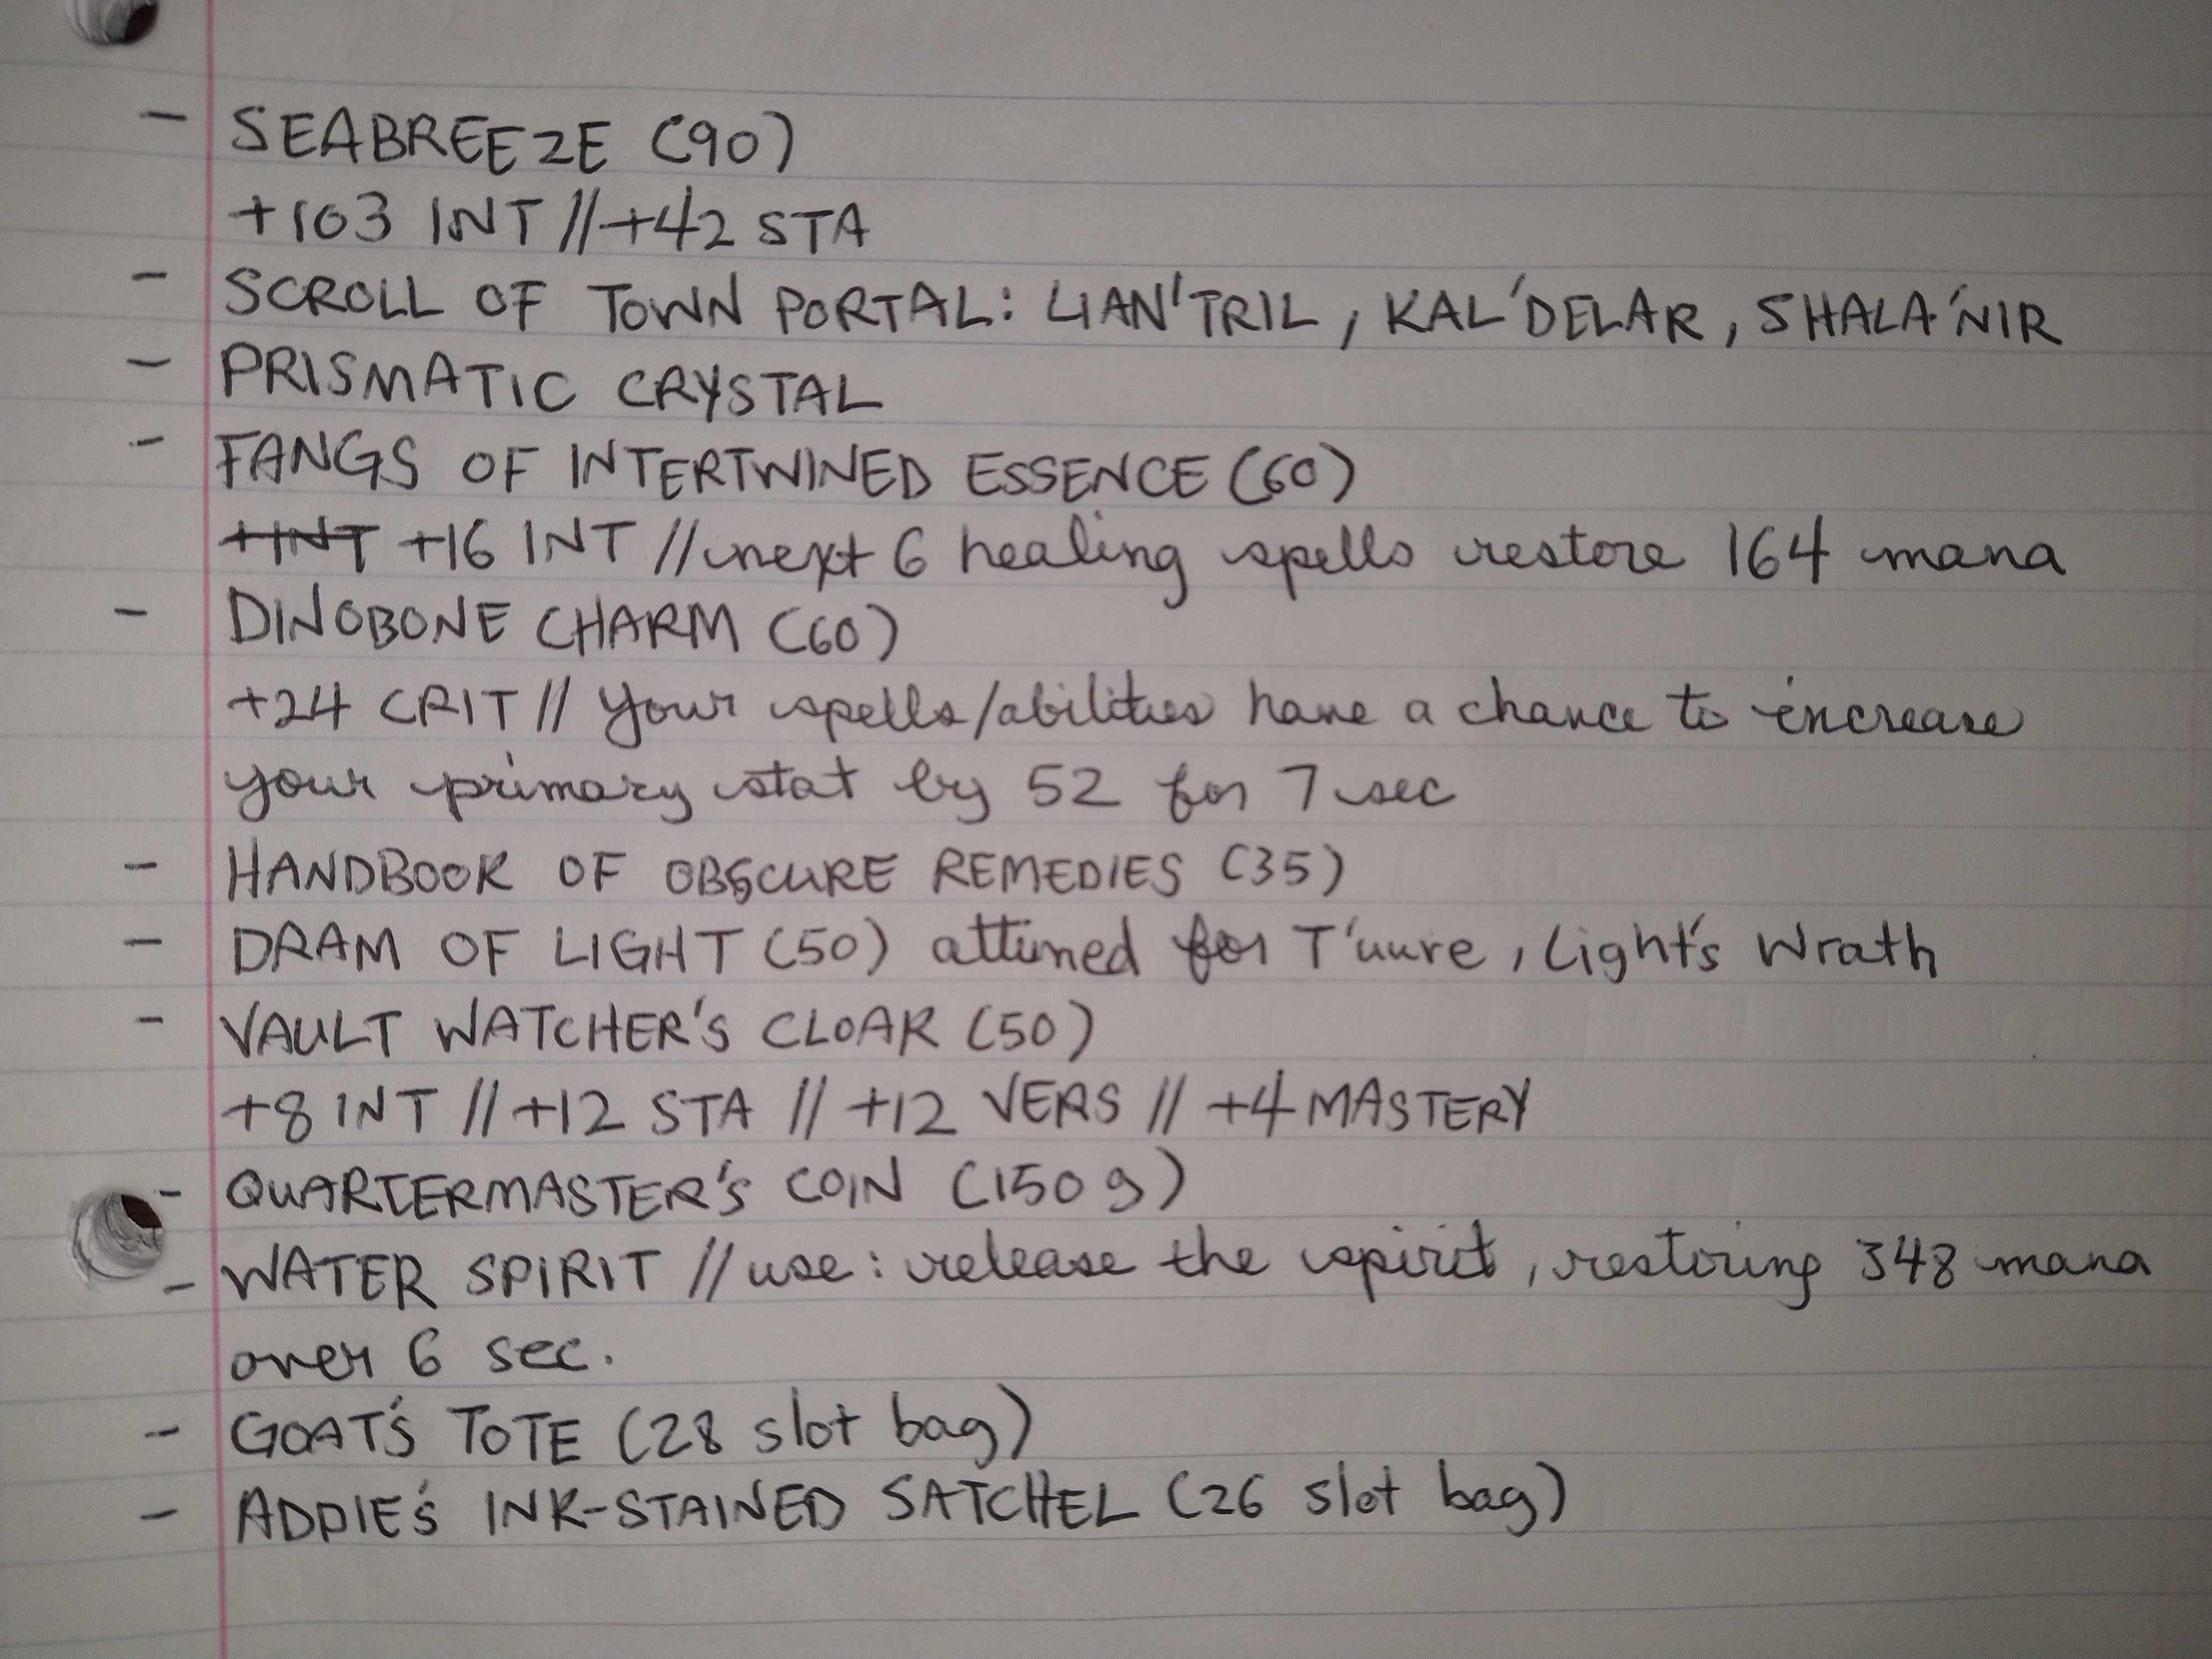 - SEABREEZE (90)
+103 INT // +42 STA
- SCROLL OF TOWN PORTAL: LIAN'TRIL, KAL'DELAR, SHALA'NIR
- PRISMATIC CRYSTAL
- FANGS OF INTERTWINED ESSENCE (60)
+INT +16 INT // next 6 healing spells restore 164 mana
- DINOBONE CHARM (60)
+24 CRIT // your spells/abilities have a chance to increase
your primary stat by 52 for 7 sec
- HANDBOOK OF OBSCURE REMEDIES (35)
- DRAM OF LIGHT (50) attuned for T'uure, Light's Wrath
- VAULT WATCHER'S CLOAK (50)
+8 INT // +12 STA // +12 VERS // +4 MASTERY
- QUARTERMASTER'S COIN (150g)
- WATER SPIRIT // use: release the spirit, restoring 348 mana
over 6 sec.
- GOAT'S TOTE (28 slot bag)
- ADDIE'S INK-STAINED SATCHEL (26 slot bag)